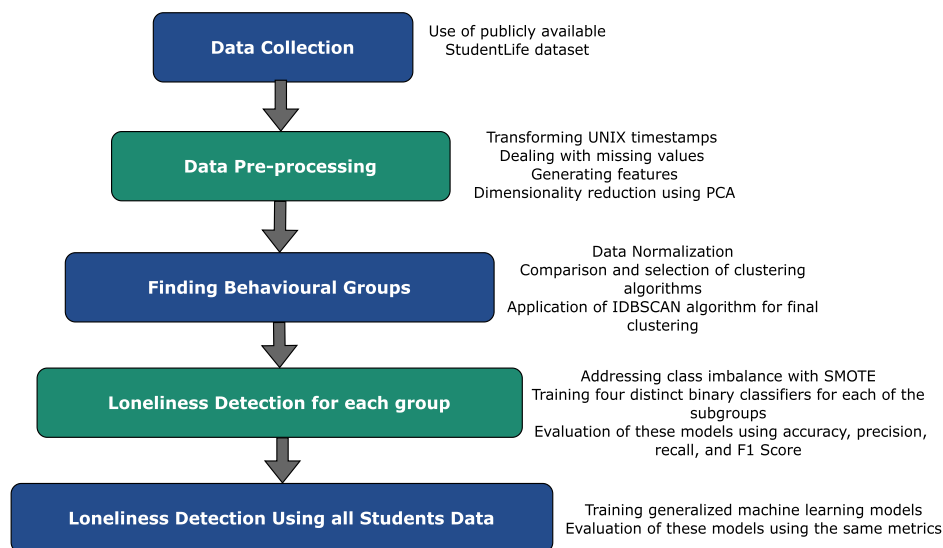 Data Collection
Use of publicly available
StudentLife dataset
Data Pre-processing
Transforming UNIX timestamps
Dealing with missing values
Generating features
Dimensionality reduction using PCA
Finding Behavioural Groups
Data Normalization
Comparison and selection of clustering
algorithms
Application of IDBSCAN algorithm for final
clustering
Loneliness Detection for each group
Addressing class imbalance with SMOTE
Training four distinct binary classifiers for each of the
subgroups
Evaluation of these models using accuracy, precision,
recall, and F1 Score
Loneliness Detection Using all Students Data
Training generalized machine learning models
Evaluation of these models using the same metrics